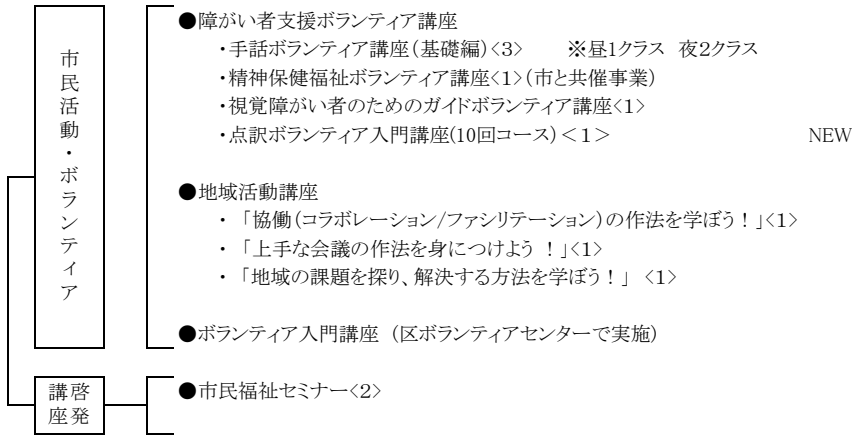 市民活動・ボランティア
●障がい者支援ボランティア講座
・手話ボランティア講座(基礎編)<3>　※昼1クラス 夜2クラス
・精神保健福祉ボランティア講座<1>(市と共催事業)
・視覚障がい者のためのガイドボランティア講座<1>
・点訳ボランティア入門講座(10回コース)<1>　NEW
●地域活動講座
・「協働(コラボレーション/ファシリテーション)の作法を学ぼう！」<1>
・「上手な会議の作法を身につけよう ！」<1>
・「地域の課題を探り、解決する方法を学ぼう！」 <1>
●ボランティア入門講座 (区ボランティアセンターで実施)
啓発
講座
●市民福祉セミナー<2>